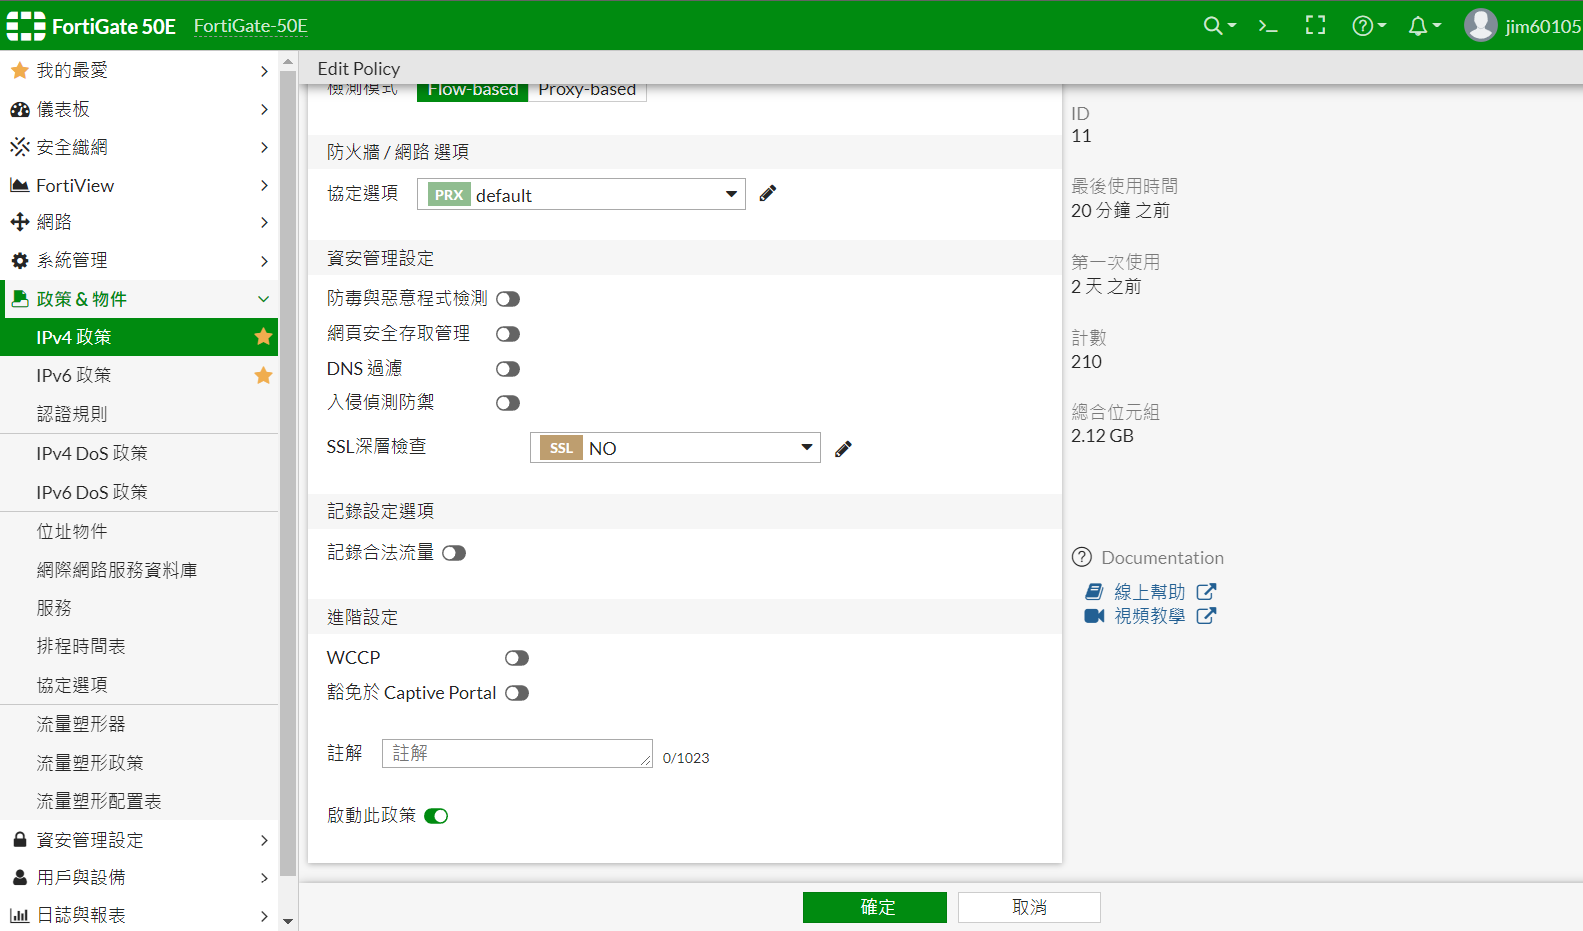 FortiGate 50E FortiGate-50E
jim60105
我的最愛
儀表板
安全織網
FortiView
網路
系統管理
政策 & 物件
IPv4 政策
IPv6 政策
認證規則
IPv4 DoS 政策
IPv6 DoS 政策
位址物件
網際網路服務資料庫
服務
排程時間表
協定選項
流量塑形器
流量塑形政策
流量塑形配置表
資安管理設定
用戶與設備
日誌與報表
Edit Policy
檢測模式 Flow-based Proxy-based
防火牆 / 網路 選項
協定選項 PRX default
資安管理設定
防毒與惡意程式檢測
網頁安全存取管理
DNS 過濾
入侵偵測防禦
SSL深層檢查 SSL NO
記錄設定選項
記錄合法流量
進階設定
WCCP
豁免於 Captive Portal
註解 註解 0/1023
啟動此政策
確定 取消
ID
11
最後使用時間
20 分鐘 之前
第一次使用
2 天 之前
計數
210
總合位元組
2.12 GB
Documentation
線上幫助
視頻教學